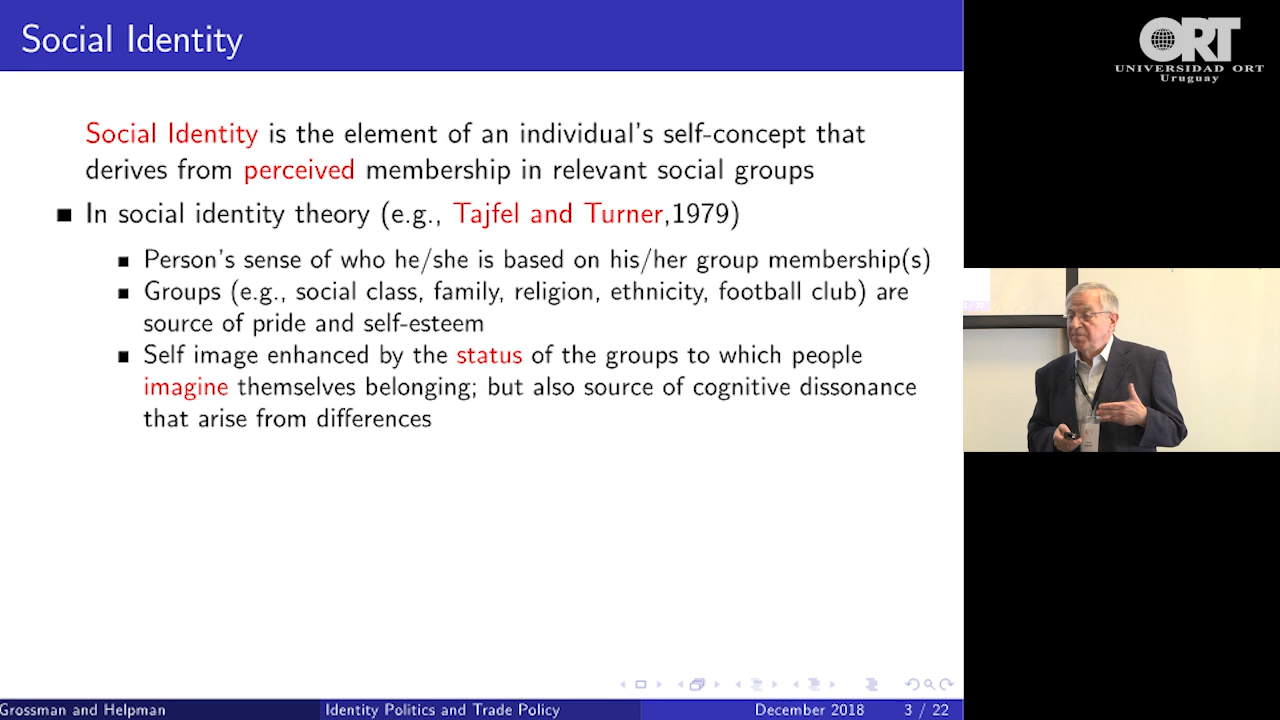 Social Identity
Social Identity is the element of an individual's self-concept that
derives from perceived membership in relevant social groups
In social identity theory (e.g., Tajfel and Turner,1979)
Person's sense of who he/she is based on his/her group membership(s)
Groups (e.g., social class, family, religion, ethnicity, football club) are
source of pride and self-esteem
Self image enhanced by the status of the groups to which people
imagine themselves belonging; but also source of cognitive dissonance
that arise from differences
Grossman and Helpman
Identity Politics and Trade Policy
December 2018
3 / 22
ORT
UNIVERSIDAD ORT
Uruguay